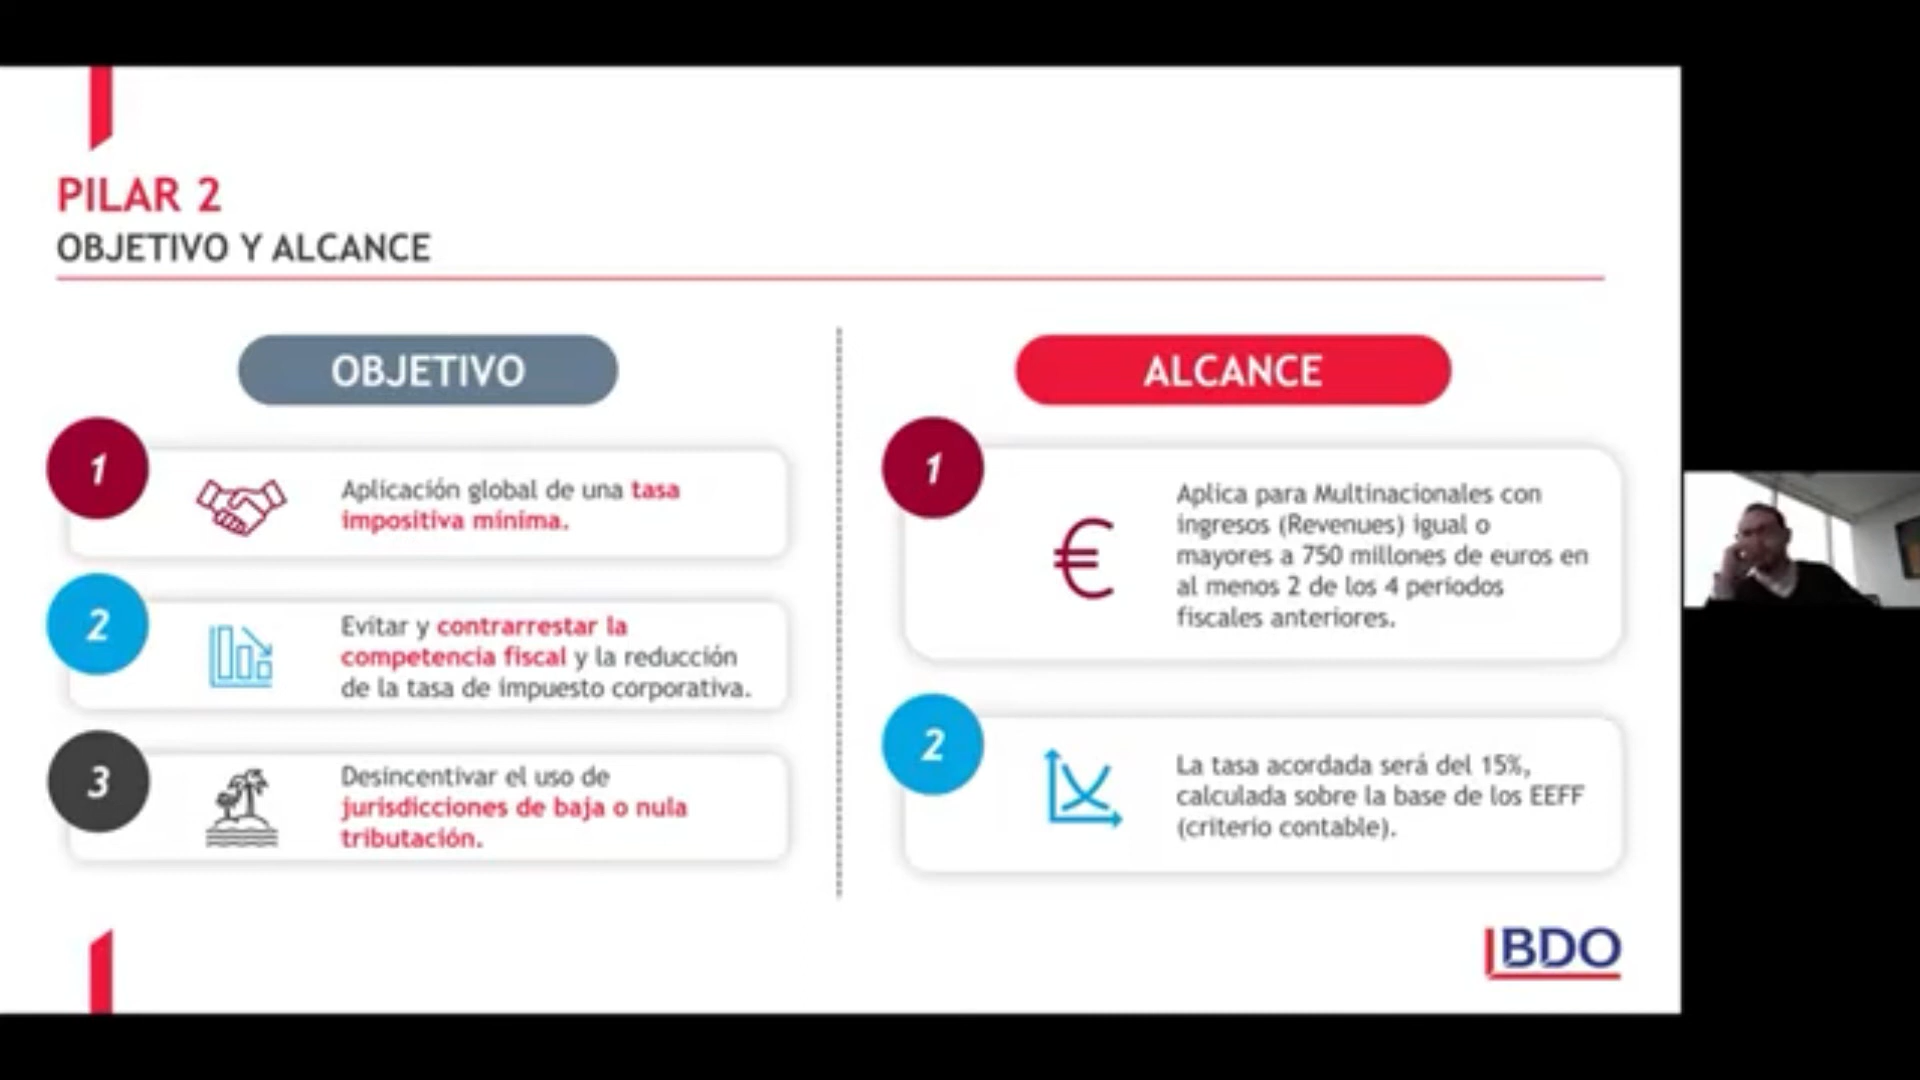 PILAR 2
OBJETIVO Y ALCANCE
OBJETIVO
1
Aplicación global de una tasa
impositiva mínima.
2
Evitar y contrarrestar la
competencia fiscal y la reducción
de la tasa de impuesto corporativa.
3
Desincentivar el uso de
jurisdicciones de baja o nula
tributación.
ALCANCE
1
€
Aplica para Multinacionales con
ingresos (Revenues) igual o
mayores a 750 millones de euros en
al menos 2 de los 4 períodos
fiscales anteriores.
2
La tasa acordada será del 15%,
calculada sobre la base de los EEFF
(criterio contable).
BDO